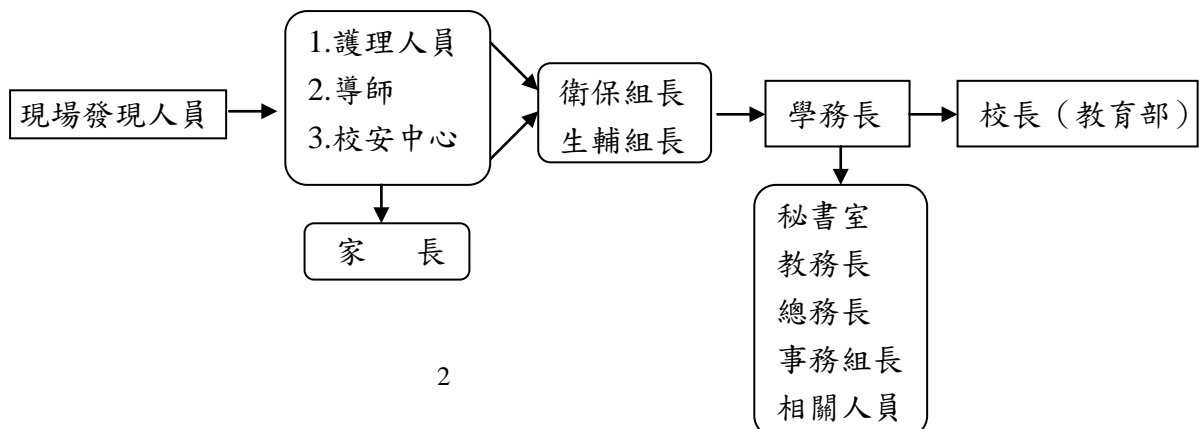 現場發現人員
1.護理人員
2.導師
3.校安中心
家 長
衛保組長
生輔組長
學務長
校長（教育部）
秘書室
教務長
總務長
事務組長
相關人員
2